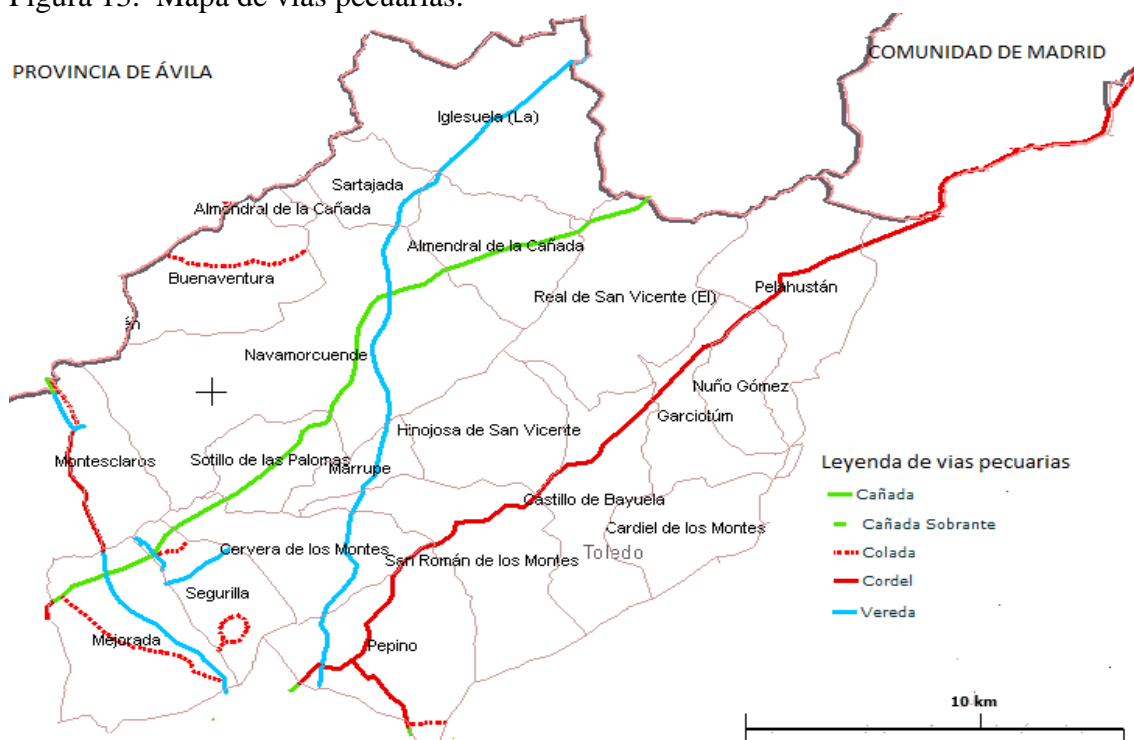 Figura 13. Mapa de vías pecuarias.
PROVINCIA DE ÁVILA
COMUNIDAD DE MADRID
Iglesuela (La)
Sartajada
Almendral de la Cañada
Almendral de la Cañada
Buenaventura
Real de San Vicente (El)
Pelahustán
én
Navamorcuende
Nuño Gómez
Garciotúm
Hinojosa de San Vicente
Montesclaros
Sotillo de las Palomas
Marrupe
Leyenda de vias pecuarias
Cañada
Cañada Sobrante
Colada
Cordel
Vereda
Castillo de Bayuela
Cardiel de los Montes
Cervera de los Montes
San Román de los Montes
Toledo
Segurilla
Mejorada
Pepino
10 km